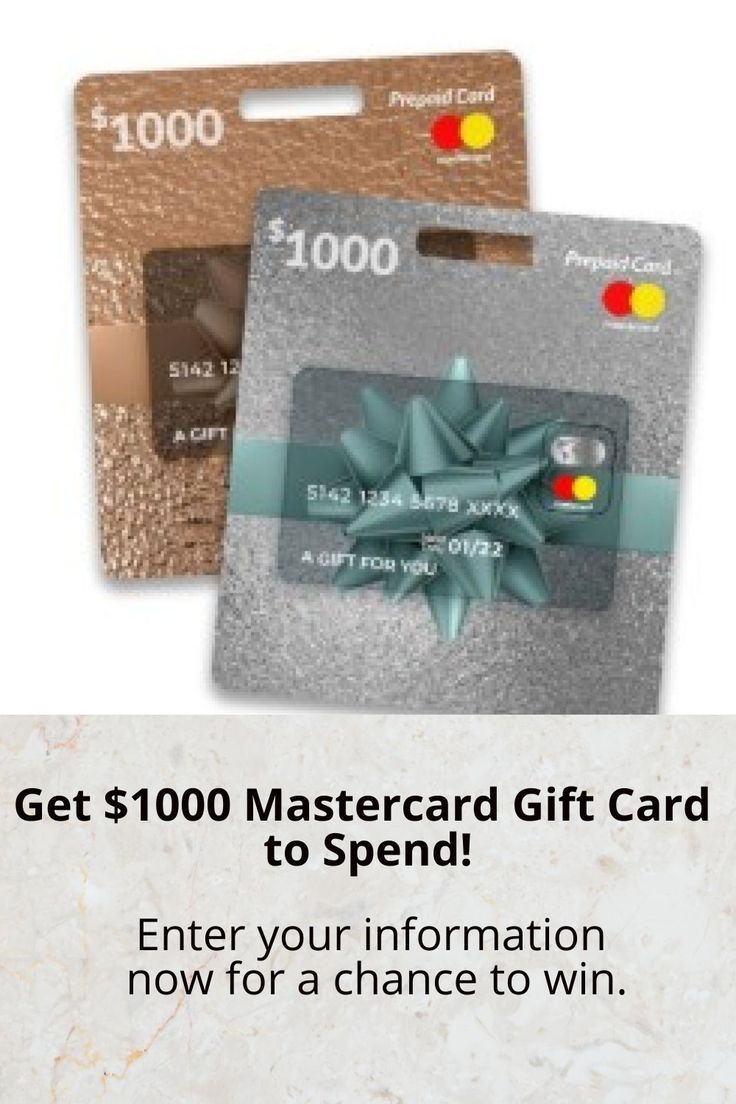 $1000
Prepaid Card
5142 12
A GIFT
$1000
Prepaid Card
5142 1234 5678 XXXX
01/22
A GIFT FOR YOU
Get $1000 Mastercard Gift Card
to Spend!
Enter your information
now for a chance to win.